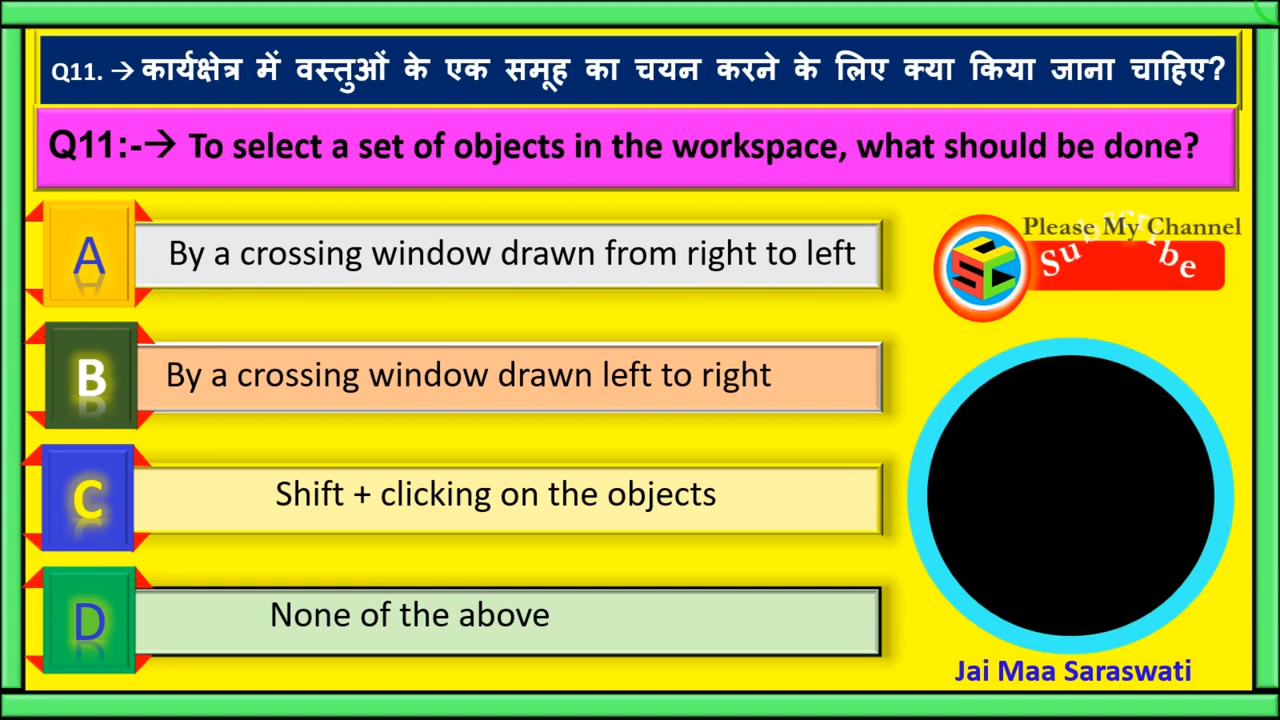 Q11. → कार्यक्षेत्र में वस्तुओं के एक समूह का चयन करने के लिए क्या किया जाना चाहिए?
Q11:-→ To select a set of objects in the workspace, what should be done?
A By a crossing window drawn from right to left
Please My Channel
Subscribe
SC
B By a crossing window drawn left to right
C Shift + clicking on the objects
D None of the above
Jai Maa Saraswati